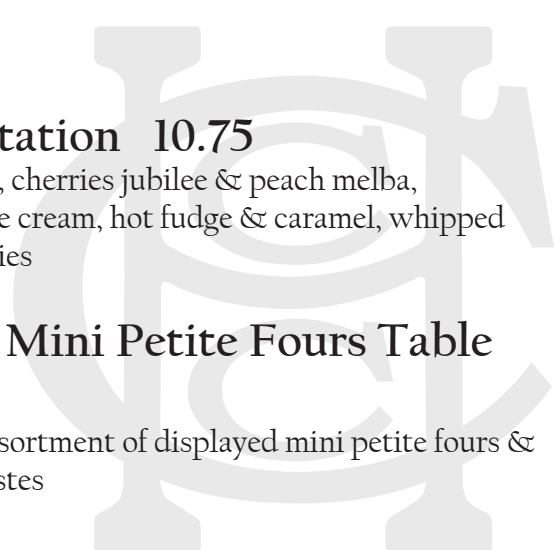 tation 10.75
, cherries jubilee & peach melba,
e cream, hot fudge & caramel, whipped
ies
Mini Petite Fours Table
sortment of displayed mini petite fours &
stes